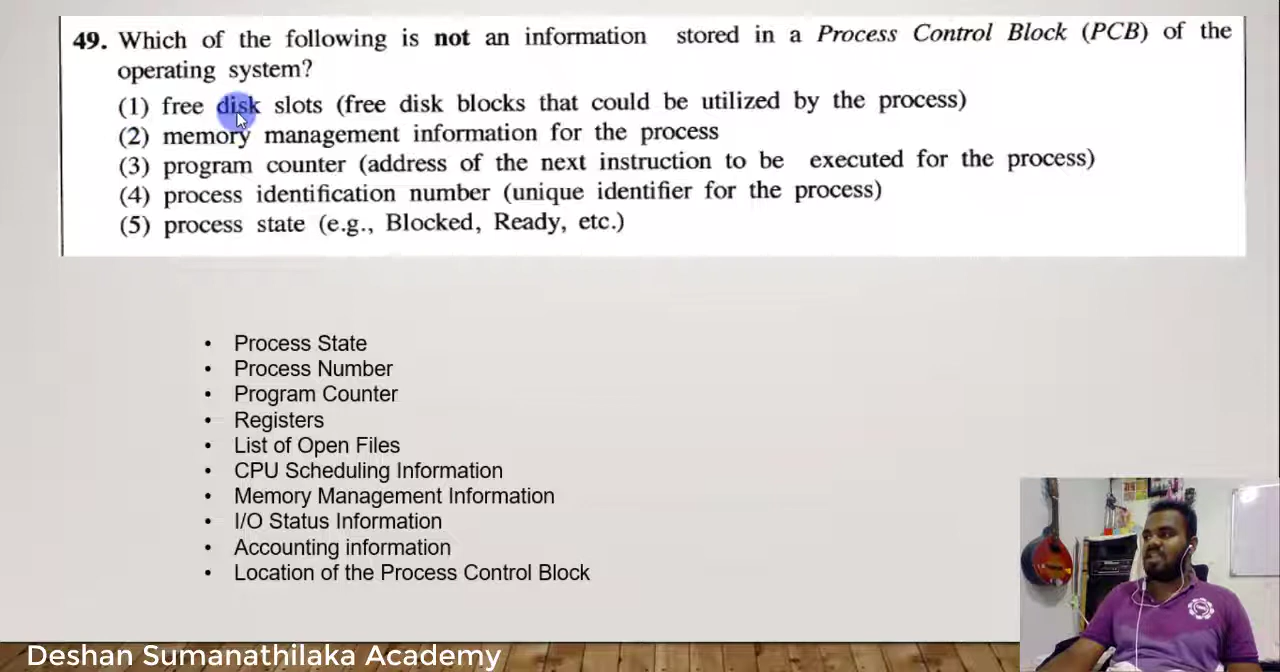 49. Which of the following is not an information stored in a Process Control Block (PCB) of the
operating system?
(1) free disk slots (free disk blocks that could be utilized by the process)
(2) memory management information for the process
(3) program counter (address of the next instruction to be executed for the process)
(4) process identification number (unique identifier for the process)
(5) process state (e.g., Blocked, Ready, etc.)
• Process State
• Process Number
• Program Counter
• Registers
• List of Open Files
• CPU Scheduling Information
• Memory Management Information
• I/O Status Information
• Accounting information
• Location of the Process Control Block
Deshan Sumanathilaka Academy